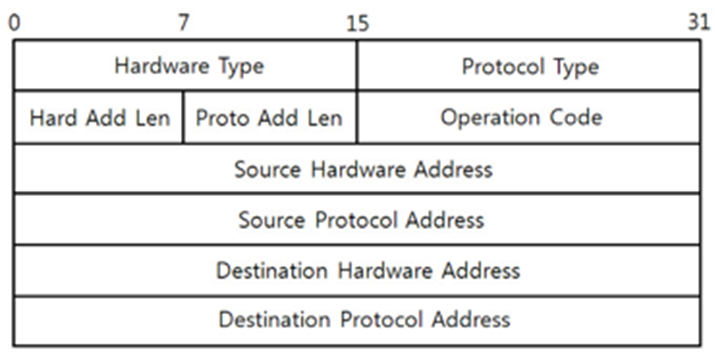 0 7 15 31
Hardware Type Protocol Type
Hard Add Len Proto Add Len Operation Code
Source Hardware Address
Source Protocol Address
Destination Hardware Address
Destination Protocol Address